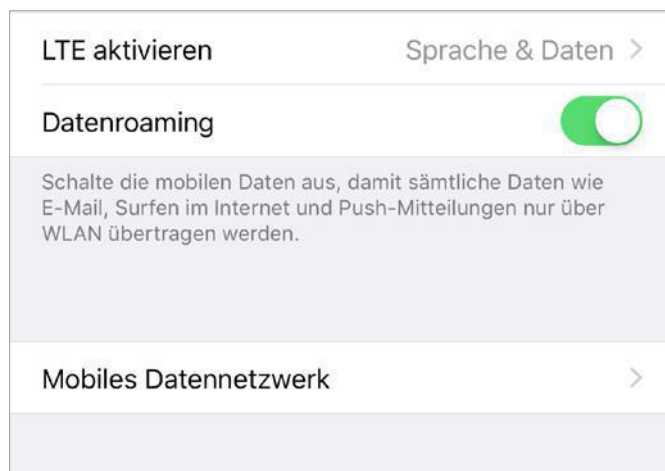 LTE aktivieren Sprache & Daten
Datenroaming
Schalte die mobilen Daten aus, damit sämtliche Daten wie
E-Mail, Surfen im Internet und Push-Mitteilungen nur über
WLAN übertragen werden.
Mobiles Datennetzwerk